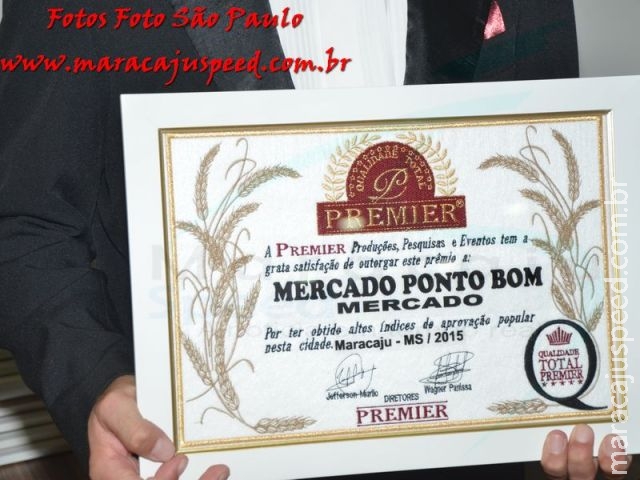 Fotos Foto São Paulo
www.maracajuspeed.com.br
QUALIDADE TOTAL
P
PREMIER®
A PREMIER Produções, Pesquisas e Eventos tem a
grata satisfação de outorgar este prêmio a:
MERCADO PONTO BOM
MERCADO
Por ter obtido altos índices de aprovação popular
nesta cidade. Maracaju - MS / 2015
QUALIDADE
TOTAL
PREMIER
Jefferson Murilo
Wagner Parissa
DIRETORES
PREMIER
maracajuspeed.com.br